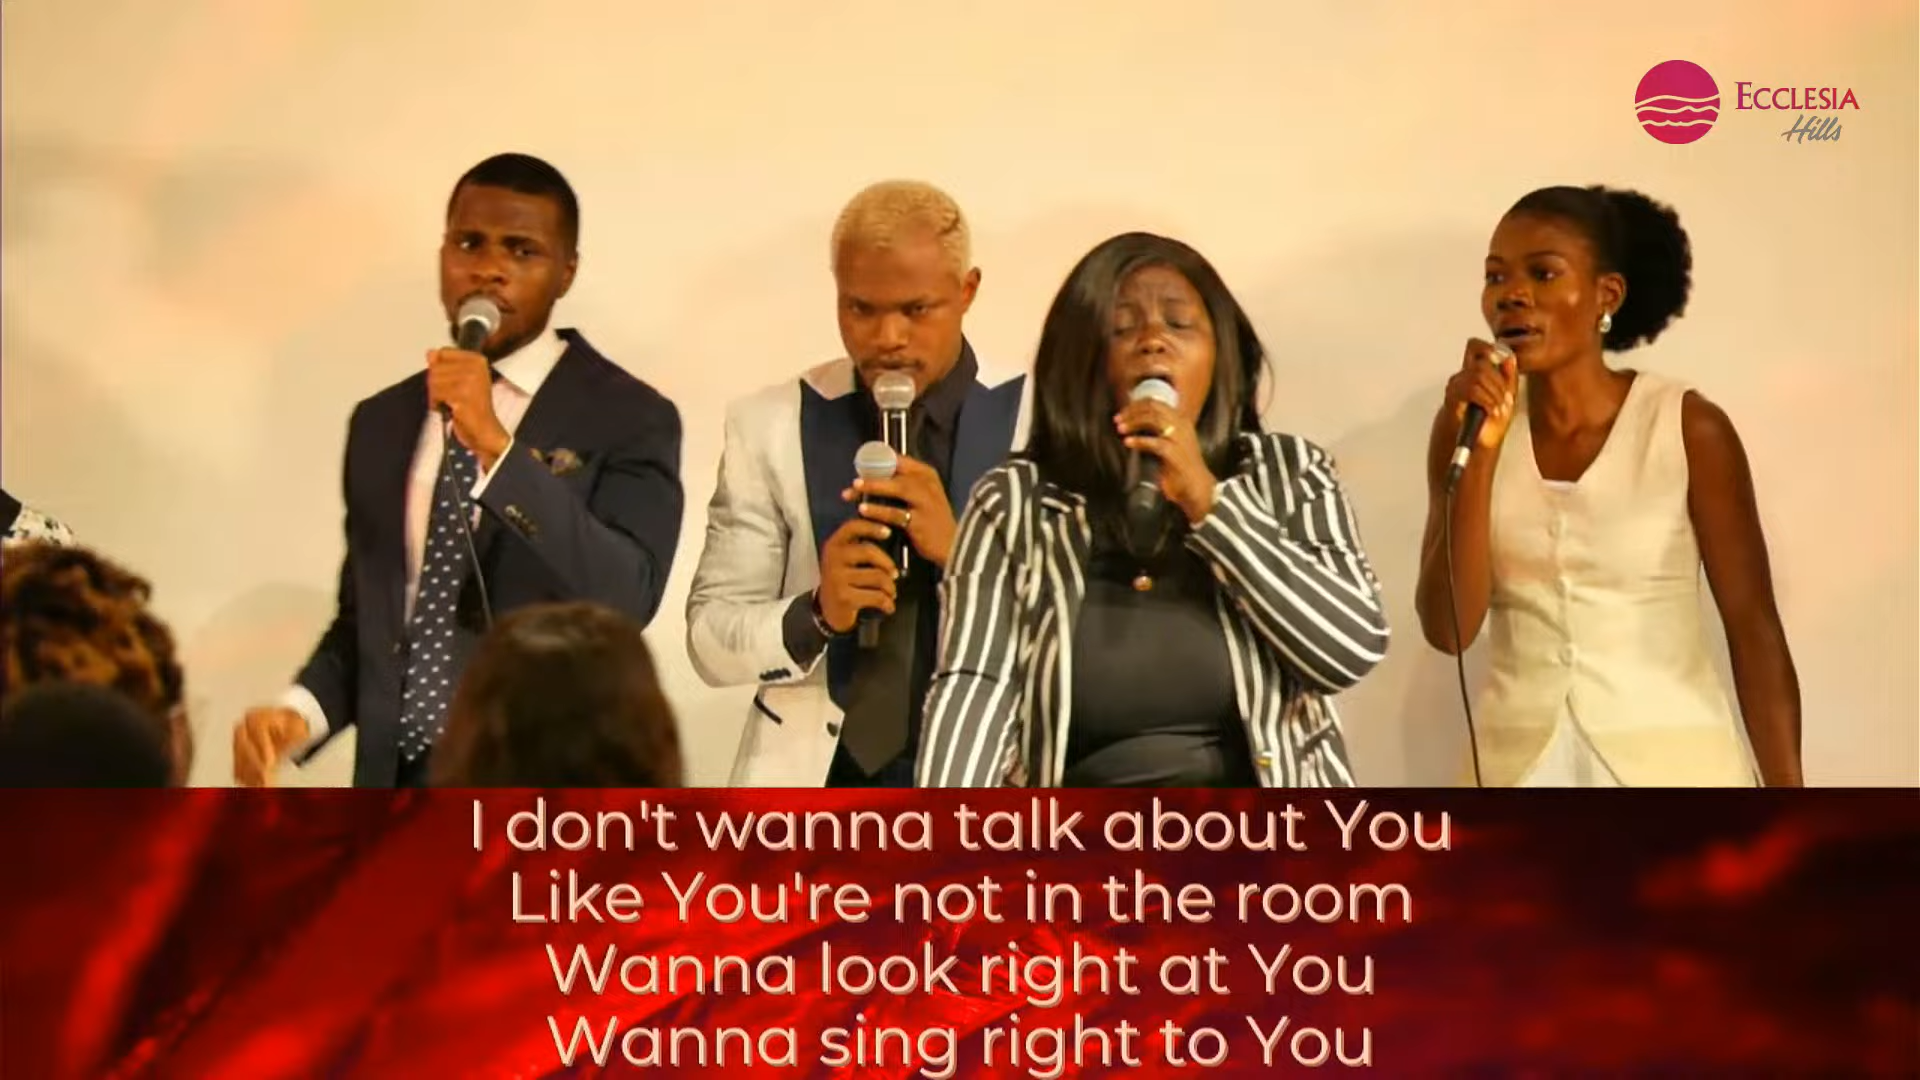 ECCLESIA
Hills
I don't wanna talk about You
Like You're not in the room
Wanna look right at You
Wanna sing right to You